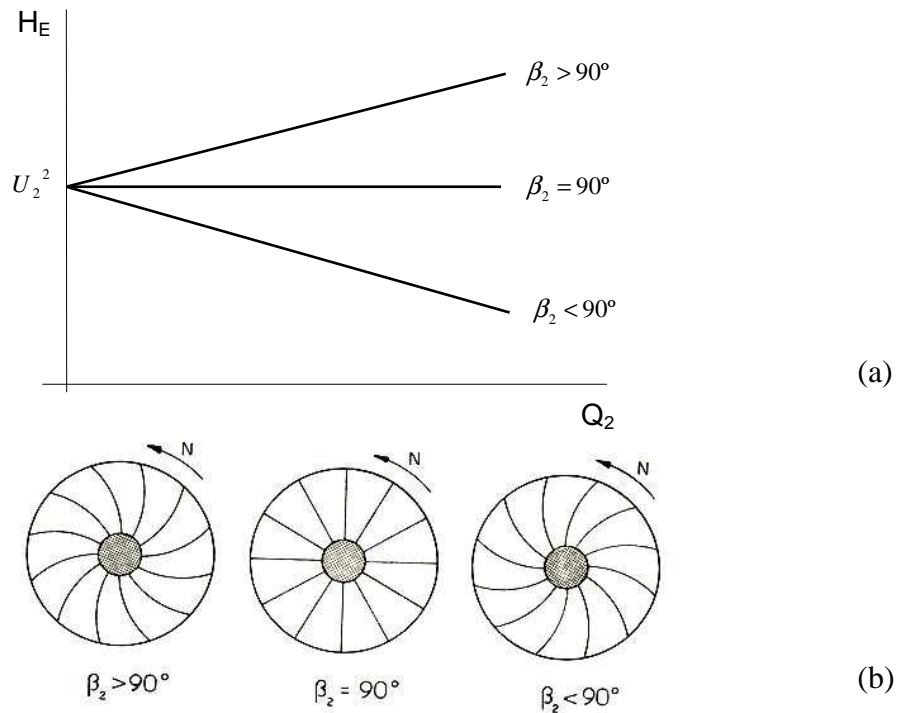 H_E
β₂ > 90º
U₂²
β₂ = 90º
β₂ < 90º
(a)
Q₂
N
N
N
β₂ > 90°
β₂ = 90°
β₂ < 90°
(b)